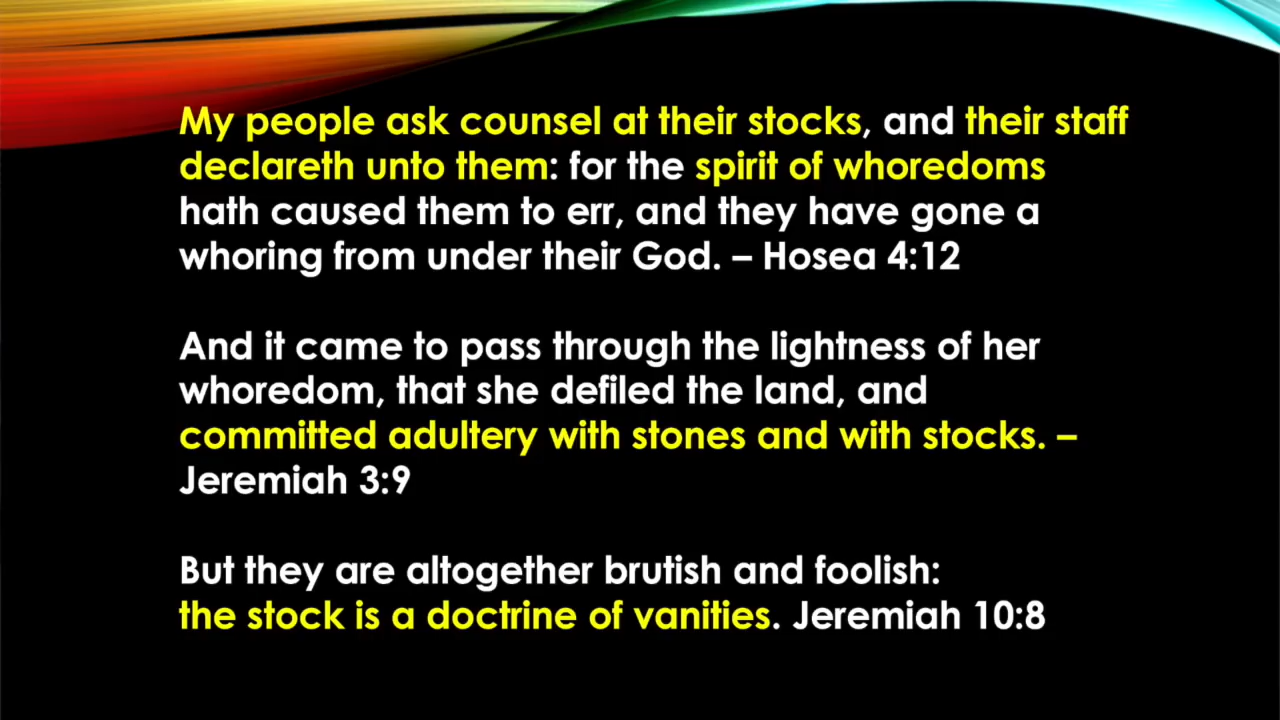 My people ask counsel at their stocks, and their staff
declareth unto them: for the spirit of whoredoms
hath caused them to err, and they have gone a
whoring from under their God. – Hosea 4:12
And it came to pass through the lightness of her
whoredom, that she defiled the land, and
committed adultery with stones and with stocks. –
Jeremiah 3:9
But they are altogether brutish and foolish:
the stock is a doctrine of vanities. Jeremiah 10:8